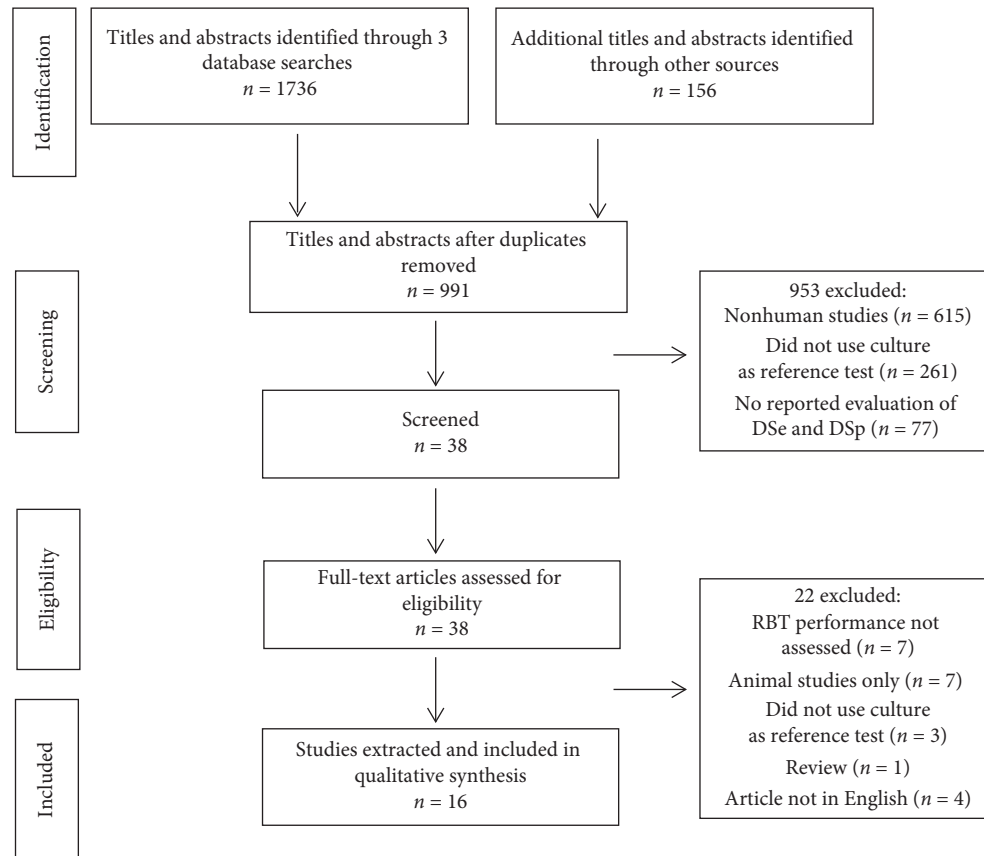 Identification
Titles and abstracts identified through 3
database searches
n = 1736
Additional titles and abstracts identified
through other sources
n = 156
Titles and abstracts after duplicates
removed
n = 991
Screening
953 excluded:
Nonhuman studies (n = 615)
Did not use culture
as reference test (n = 261)
No reported evaluation of
DSe and DSp (n = 77)
Screened
n = 38
Eligibility
Full-text articles assessed for
eligibility
n = 38
22 excluded:
RBT performance not
assessed (n = 7)
Animal studies only (n = 7)
Did not use culture
as reference test (n = 3)
Review (n = 1)
Article not in English (n = 4)
Included
Studies extracted and included in
qualitative synthesis
n = 16